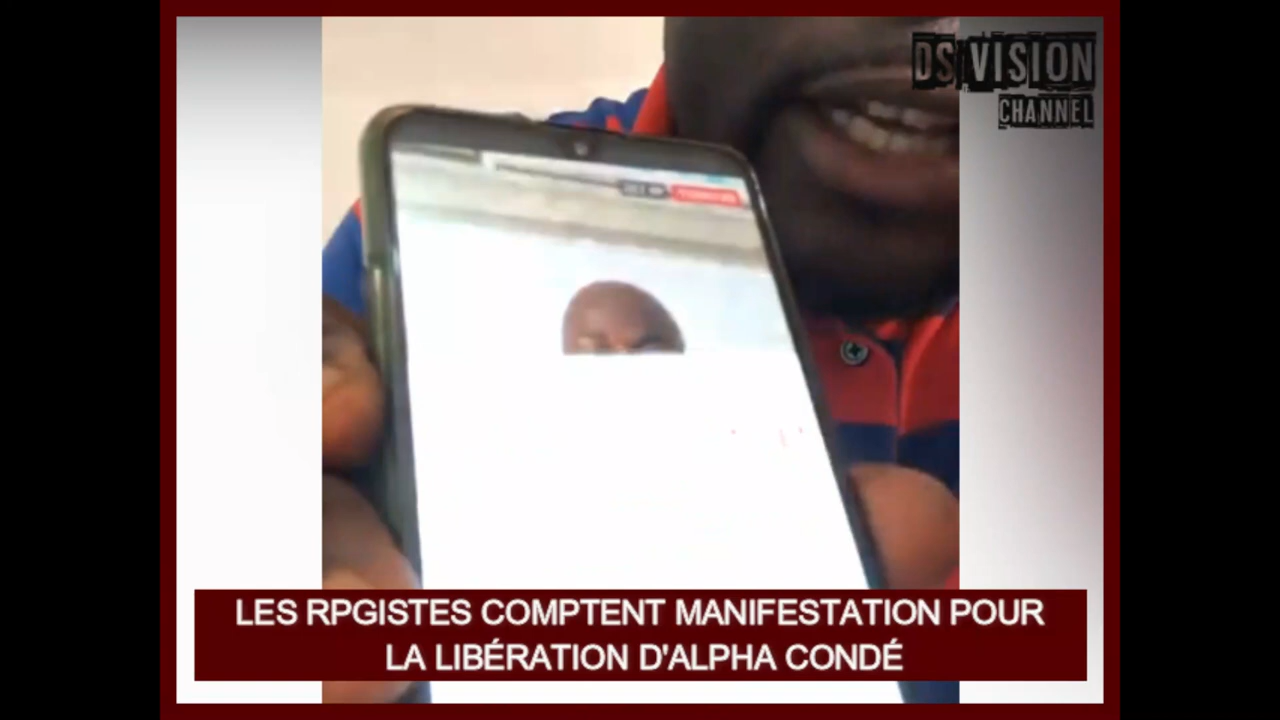 DS VISION
CHANNEL
LES RPGISTES COMPTENT MANIFESTATION POUR
LA LIBÉRATION D'ALPHA CONDÉ